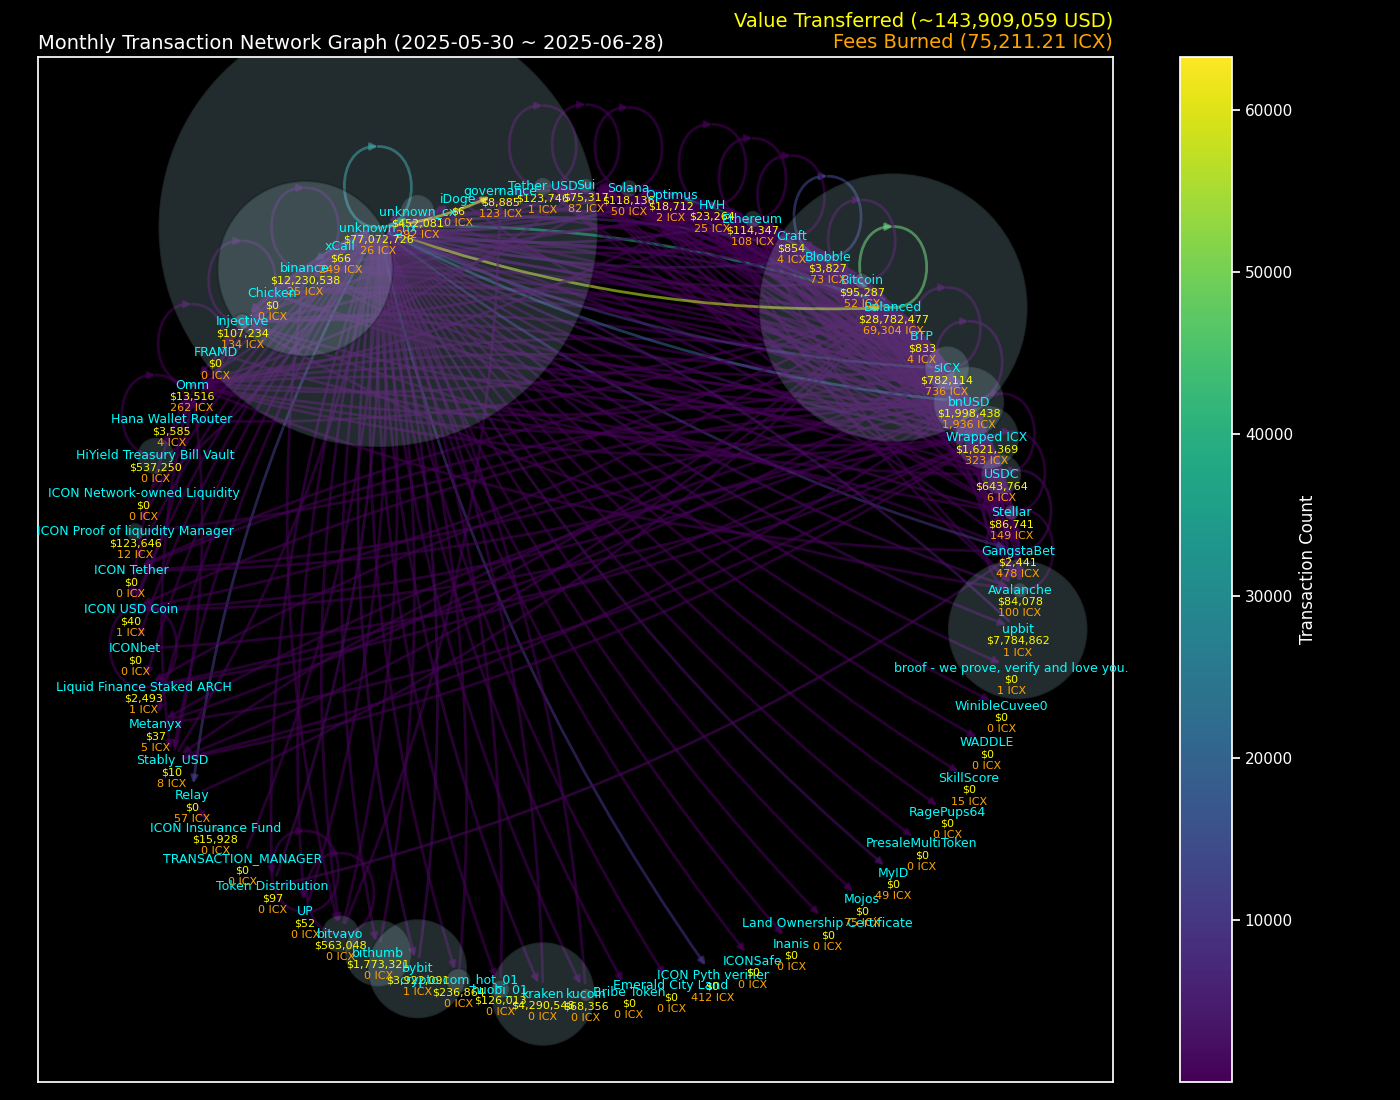 Value Transferred (~143,909,059 USD)
Monthly Transaction Network Graph (2025-05-30 ~ 2025-06-28)
Fees Burned (75,211.21 ICX)
governance
$8,885
123 ICX
Tether USD
$123,746
1 ICX
Sui
$75,317
82 ICX
Solana
$118,136
50 ICX
Optimus
$18,712
2 ICX
HVH
$23,264
25 ICX
Ethereum
$114,347
108 ICX
Craft
$854
4 ICX
Blobble
$3,827
73 ICX
Bitcoin
$95,287
52 ICX
Balanced
$28,782,477
69,304 ICX
BTP
$833
4 ICX
sICX
$782,114
736 ICX
bnUSD
$1,998,438
1,936 ICX
Wrapped ICX
$1,621,369
323 ICX
USDC
$643,764
6 ICX
Stellar
$86,741
149 ICX
GangstaBet
$2,441
478 ICX
Avalanche
$84,078
100 ICX
upbit
$7,784,862
1 ICX
broof - we prove, verify and love you.
$0
1 ICX
WinibleCuvee0
$0
0 ICX
WADDLE
$0
0 ICX
SkillScore
$0
15 ICX
RagePups64
$0
0 ICX
PresaleMultiToken
$0
0 ICX
MyID
$0
49 ICX
Mojos
$0
75 ICX
Land Ownership Certificate
$0
0 ICX
Inanis
$0
0 ICX
ICONSafe
$0
0 ICX
ICON Pyth verifier
$0
412 ICX
Emerald City Land
$0
0 ICX
Bribe Token
$0
0 ICX
kucoin
$68,356
0 ICX
kraken
$4,290,548
0 ICX
huobi_01
$126,013
0 ICX
$236,864
0 ICX
bybit
$3,922,091
1 ICX
bithumb
$1,773,321
0 ICX
bitvavo
$563,048
0 ICX
UP
$52
0 ICX
Token Distribution
$97
0 ICX
TRANSACTION_MANAGER
$0
0 ICX
ICON Insurance Fund
$15,928
0 ICX
Relay
$0
57 ICX
Stably_USD
$10
8 ICX
Metanyx
$37
5 ICX
Liquid Finance Staked ARCH
$2,493
1 ICX
ICONbet
$0
0 ICX
ICON USD Coin
$40
1 ICX
ICON Tether
$0
0 ICX
ICON Proof of liquidity Manager
$123,646
12 ICX
ICON Network-owned Liquidity
$0
0 ICX
HiYield Treasury Bill Vault
$537,250
0 ICX
Hana Wallet Router
$3,585
4 ICX
Omm
$13,516
262 ICX
FRAMD
$0
0 ICX
Injective
$107,234
134 ICX
Chicken
$0
0 ICX
binance
$12,230,538
25 ICX
xCall
$66
249 ICX
$77,072,726
26 ICX
unknown_cx
$452,081
ICX
iDoge
$6
0 ICX
60000
50000
40000
30000
20000
10000
Transaction Count